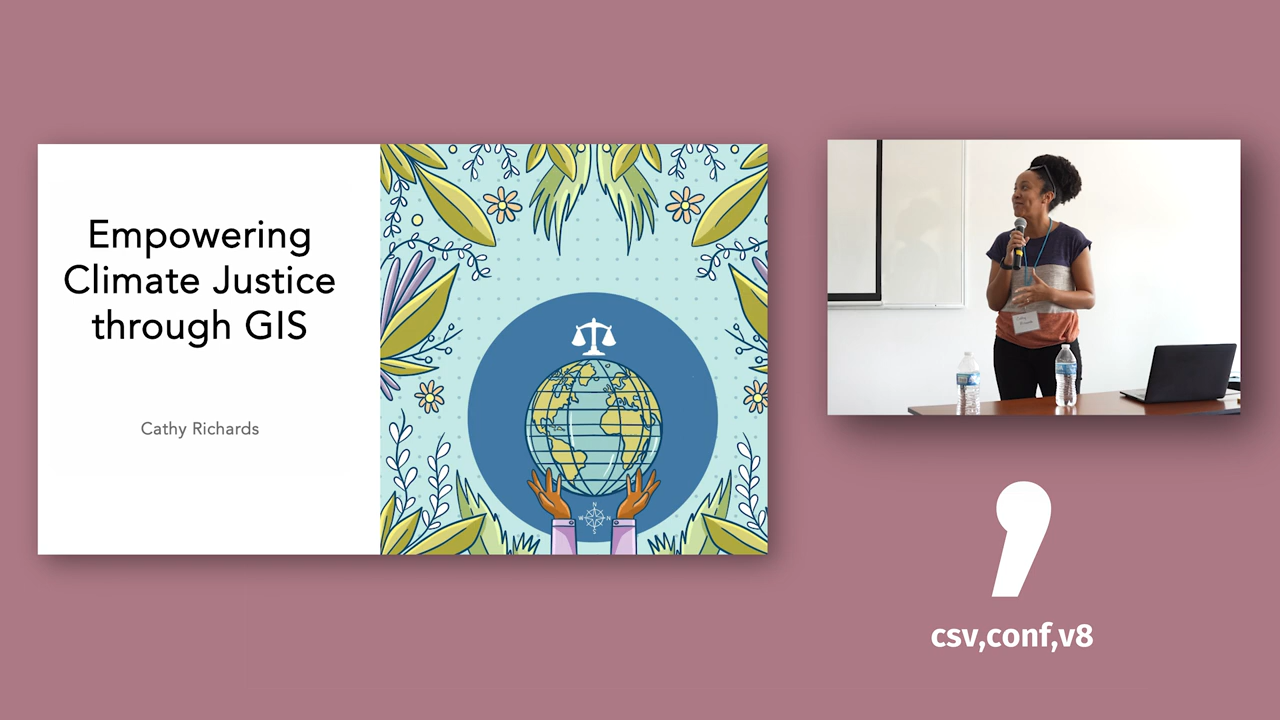 Empowering
Climate Justice
through GIS
Cathy Richards
N
W
N
S
csv,conf,v8